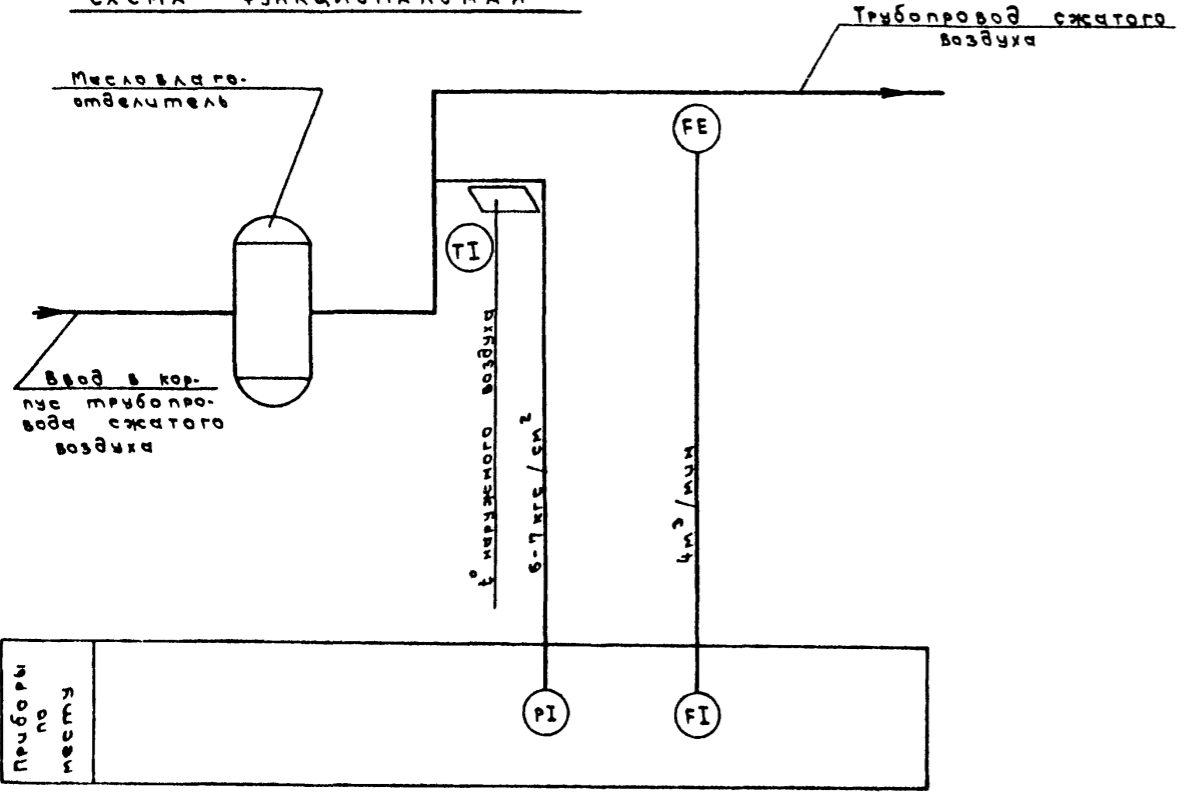 СХЕМА ФУНКЦИОНАЛЬНАЯ
Трубопровод сжатого
воздуха
Масловлаго-
отделитель
FE
TI
Ввод в кор-
пус трубопро-
вода сжатого
воздуха
t° наружного воздуха
6-7 кгс/см²
4м³/мин
Приборы
по
месту
PI
FI